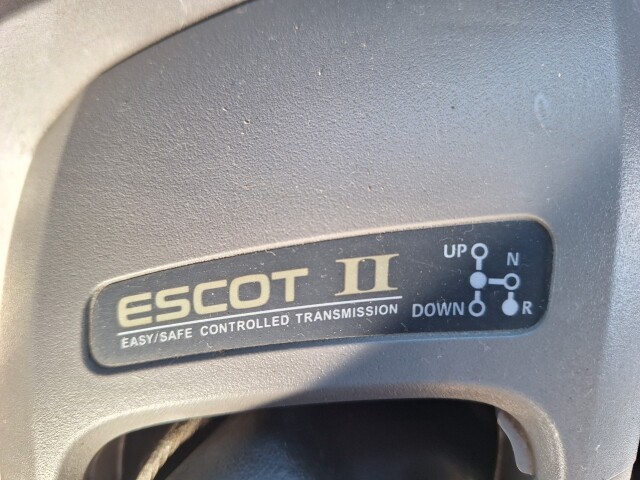 ESCOT II
EASY/SAFE CONTROLLED TRANSMISSION
UP
N
DOWN
R